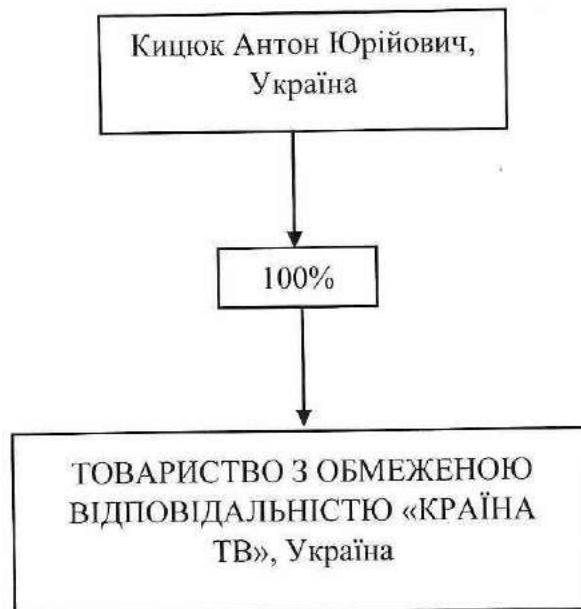 Кицюк Антон Юрійович,
Україна
100%
ТОВАРИСТВО З ОБМЕЖЕНОЮ
ВІДПОВІДАЛЬНІСТЮ «КРАЇНА
ТВ», Україна